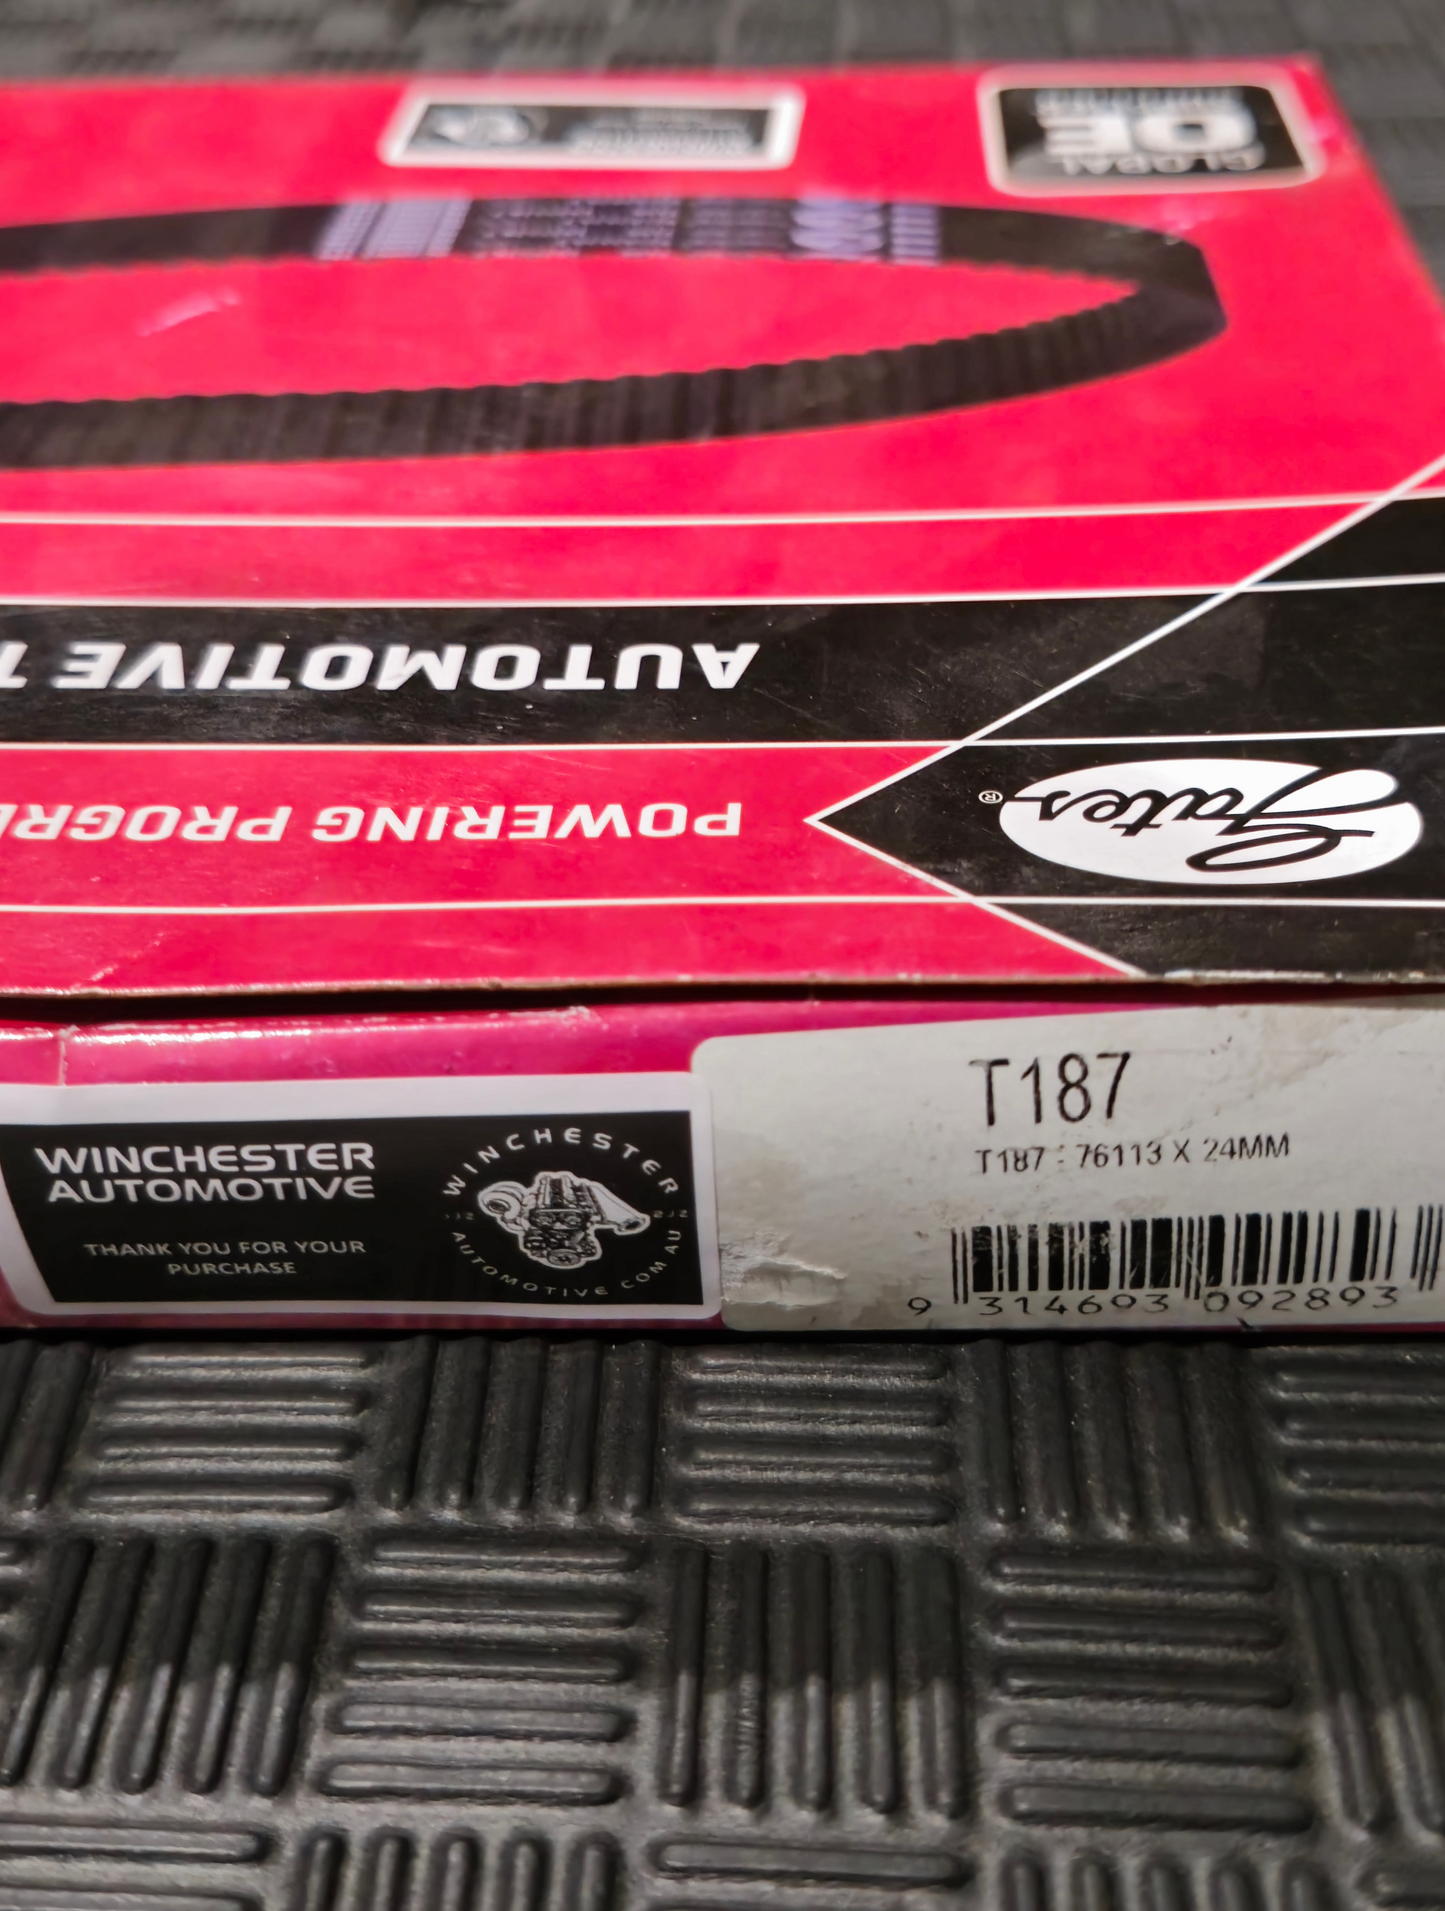 GLOBAL
OE
AUTOMOTIVE T
POWERING PROGRE
Gates®
T187
T187 : 76113 X 24MM
9 314693 092893
WINCHESTER
AUTOMOTIVE
THANK YOU FOR YOUR
PURCHASE
WINCHESTER
AUTOMOTIVE COM AU